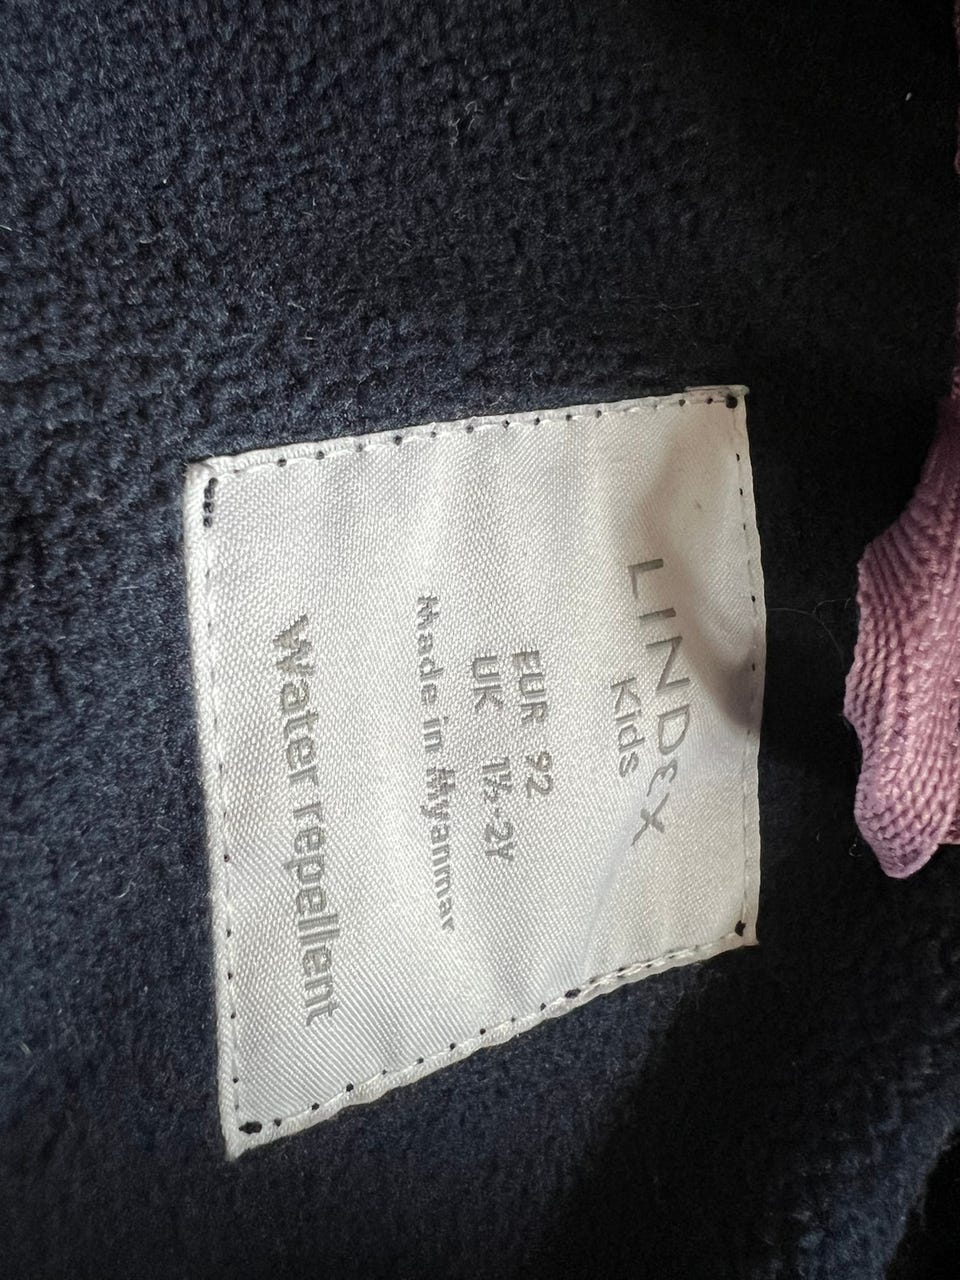 LINDEX
Kids
EUR 92
UK 1½-2Y
Made in Myanmar
Water repellent